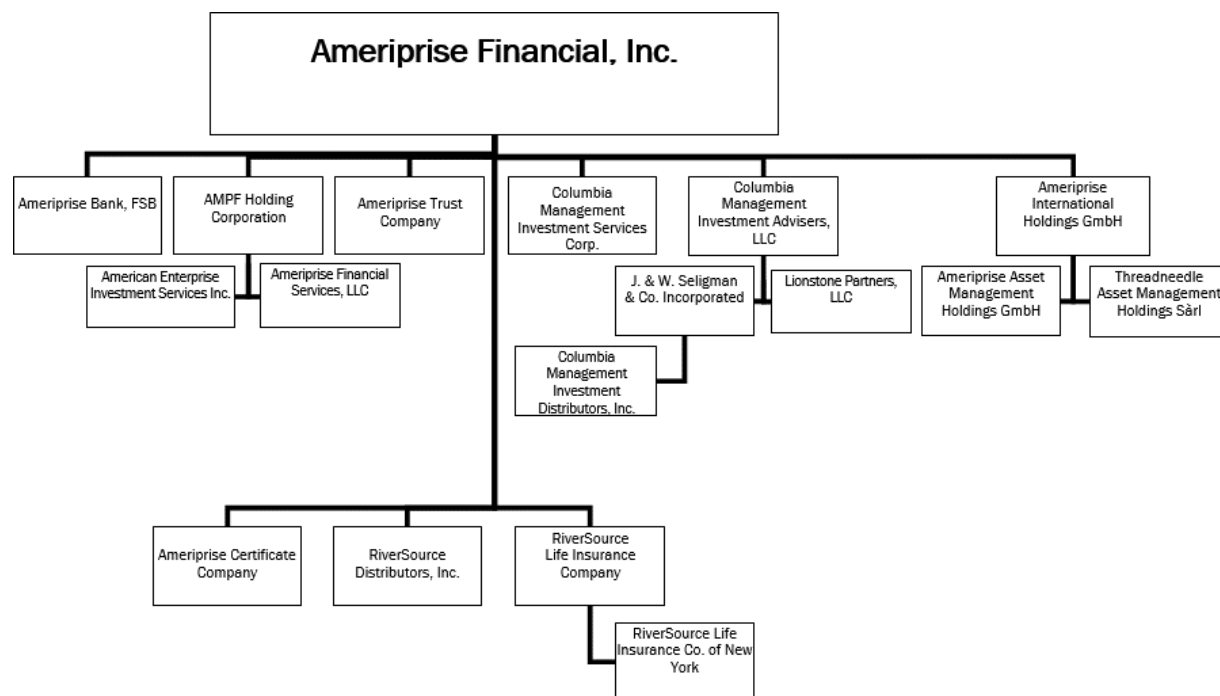 Ameriprise Financial, Inc.
Ameriprise Bank, FSB
AMPF Holding
Corporation
Ameriprise Trust
Company
Columbia
Management
Investment Services
Corp.
Columbia
Management
Investment Advisers,
LLC
Ameriprise
International
Holdings GmbH
American Enterprise
Investment Services Inc.
Ameriprise Financial
Services, LLC
J. & W. Seligman
& Co. Incorporated
Lionstone Partners,
LLC
Ameriprise Asset
Management
Holdings GmbH
Threadneedle
Asset Management
Holdings Sàrl
Columbia
Management
Investment
Distributors, Inc.
Ameriprise Certificate
Company
RiverSource
Distributors, Inc.
RiverSource
Life Insurance
Company
RiverSource Life
Insurance Co. of New
York